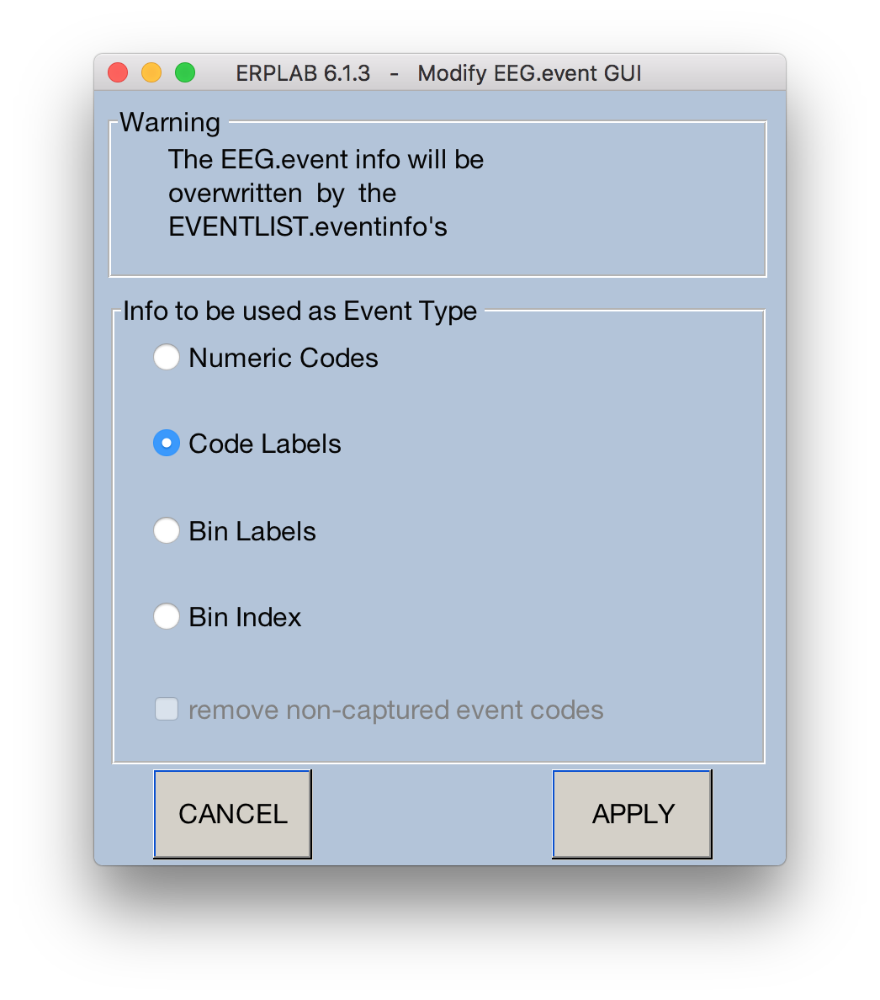 ERPLAB 6.1.3 - Modify EEG.event GUI
Warning
The EEG.event info will be
overwritten by the
EVENTLIST.eventinfo's
Info to be used as Event Type
Numeric Codes
Code Labels
Bin Labels
Bin Index
remove non-captured event codes
CANCEL
APPLY